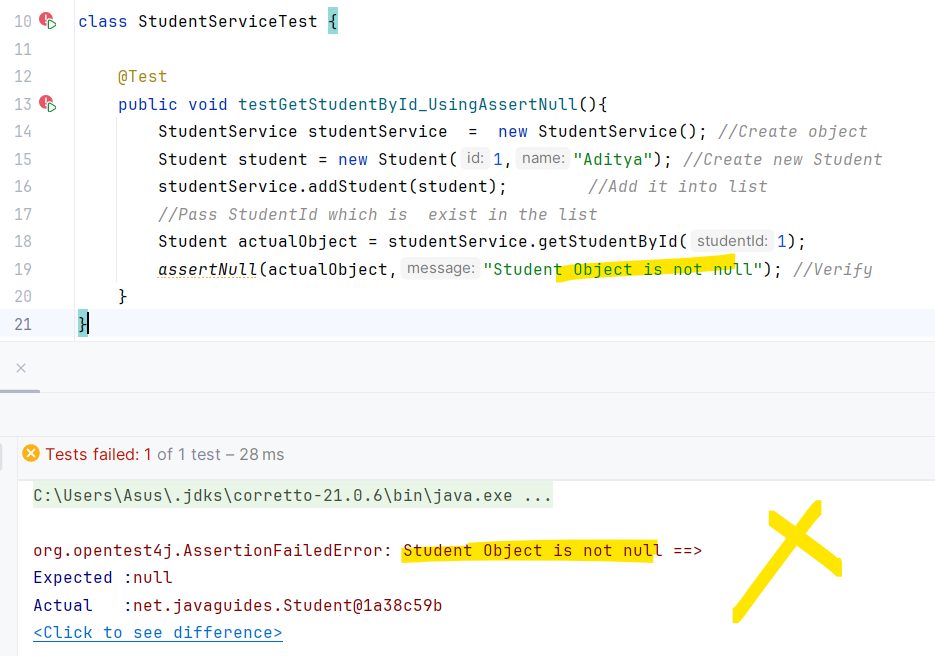 10 class StudentServiceTest {
11
12 @Test
13 public void testGetStudentById_UsingAssertNull(){
14 StudentService studentService  =  new StudentService(); //Create object
15 Student student = new Student( id: 1, name: "Aditya"); //Create new Student
16 studentService.addStudent(student);        //Add it into list
17 //Pass StudentId which is  exist in the list
18 Student actualObject = studentService.getStudentById( studentId: 1);
19 assertNull(actualObject, message: "Student Object is not null"); //Verify
20 }
21 }
Tests failed: 1 of 1 test – 28 ms
C:\Users\Asus\.jdks\corretto-21.0.6\bin\java.exe ...
org.opentest4j.AssertionFailedError: Student Object is not null ==>
Expected :null
Actual   :net.javaguides.Student@1a38c59b
<Click to see difference>